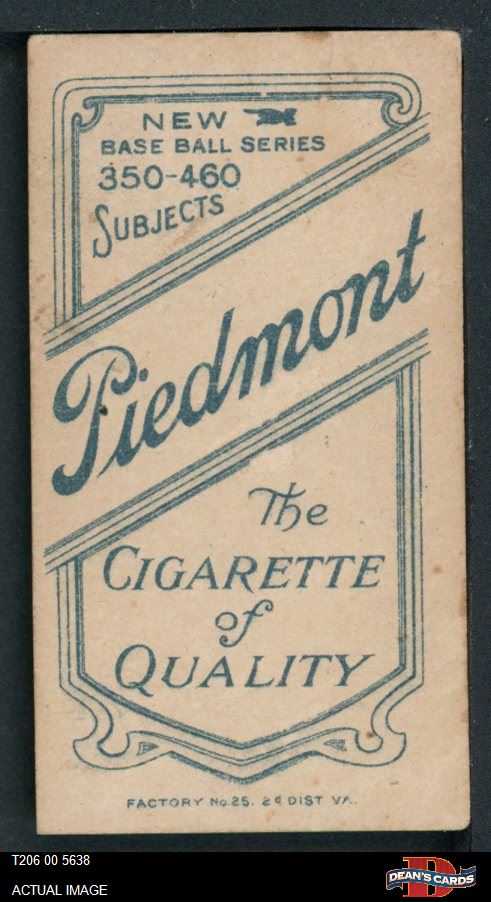 NEW
BASE BALL SERIES
350-460
SUBJECTS
Piedmont
The
CIGARETTE
of
QUALITY
FACTORY No. 25. 2d DIST VA.
T206 00 5638
ACTUAL IMAGE
D
DEAN'S CARDS